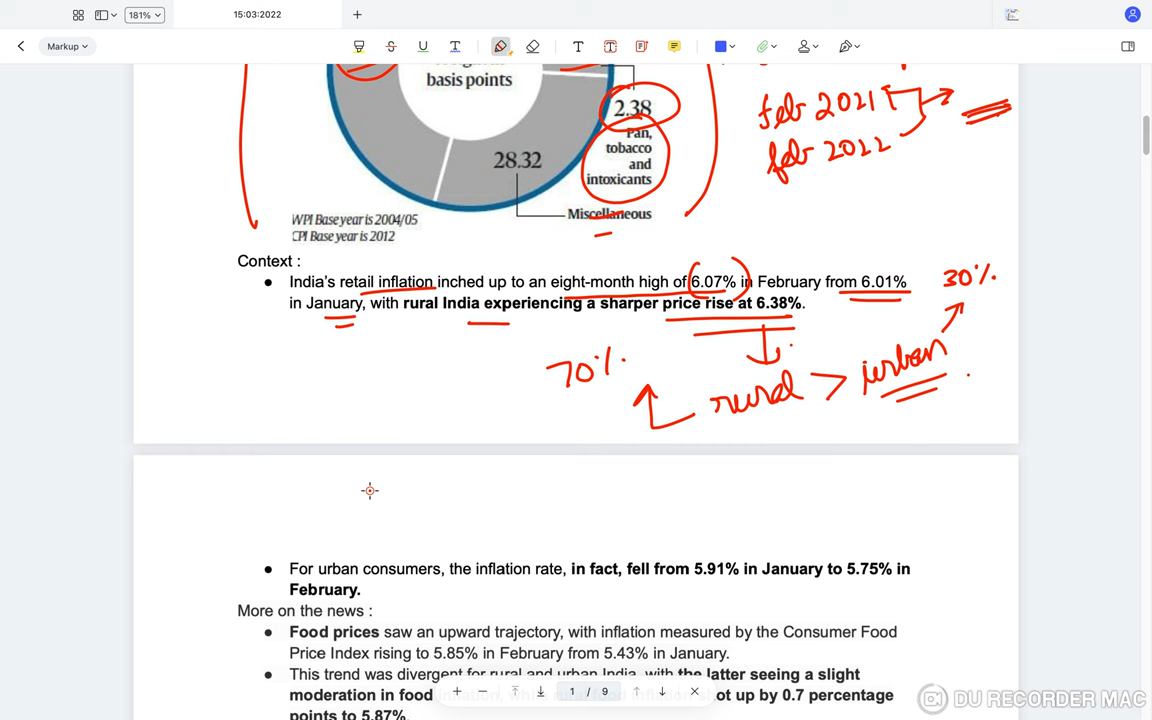 181%
15:03:2022
Markup
basis points
2.38
Pan,
tobacco
and
intoxicants
28.32
Miscellaneous
feb 2021
feb 2022
WPI Base year is 2004/05
CPI Base year is 2012
Context :
India's retail inflation inched up to an eight-month high of 6.07% in February from 6.01%
in January, with rural India experiencing a sharper price rise at 6.38%.
30%
70%
rural > urban
For urban consumers, the inflation rate, in fact, fell from 5.91% in January to 5.75% in
February.
More on the news :
Food prices saw an upward trajectory, with inflation measured by the Consumer Food
Price Index rising to 5.85% in February from 5.43% in January.
This trend was divergent for rural and urban India, with the latter seeing a slight
moderation in food ot up by 0.7 percentage
points to 5.87%.
1 / 9
DU RECORDER MAC